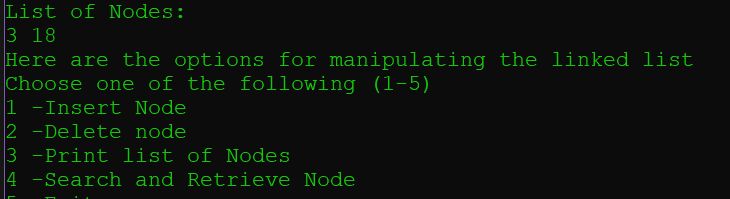 List of Nodes:
3 18
Here are the options for manipulating the linked list
Choose one of the following (1-5)
1 -Insert Node
2 -Delete node
3 -Print list of Nodes
4 -Search and Retrieve Node